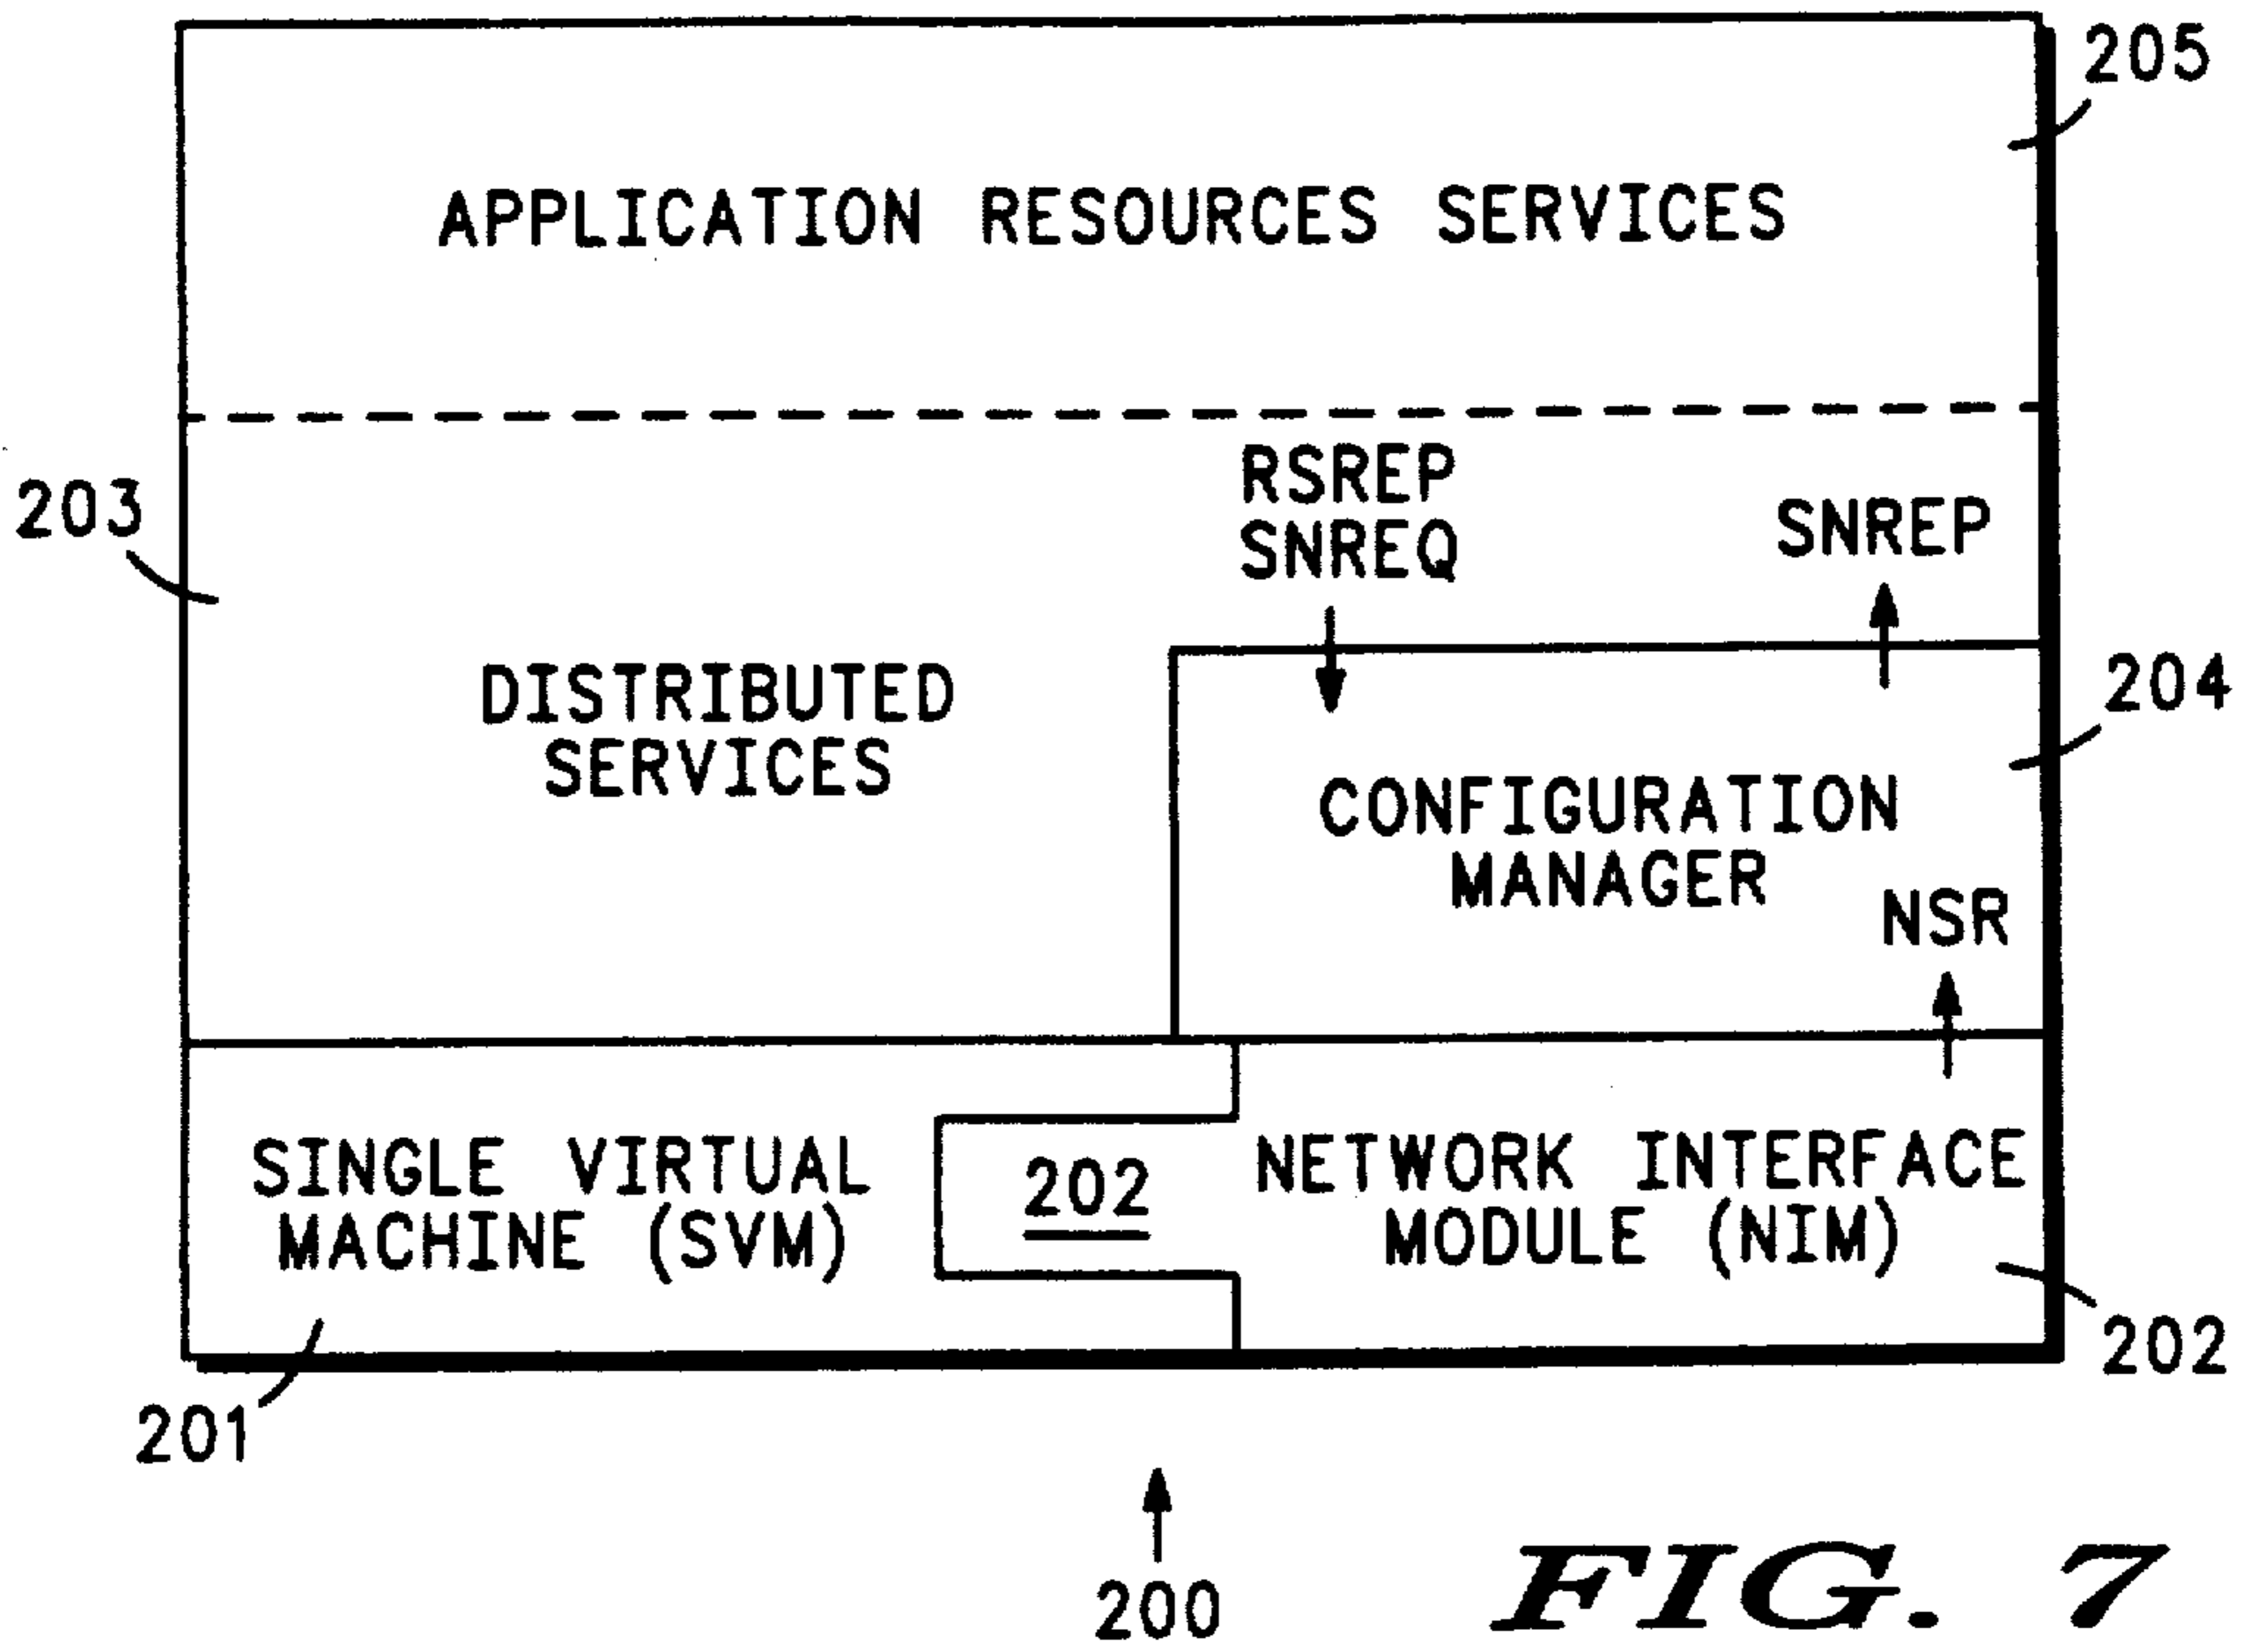 205
APPLICATION RESOURCES SERVICES
203
RSREP
SNREQ
SNREP
DISTRIBUTED
SERVICES
204
CONFIGURATION
MANAGER
NSR
SINGLE VIRTUAL
MACHINE (SVM)
202
NETWORK INTERFACE
MODULE (NIM)
202
201
200
FIG. 7